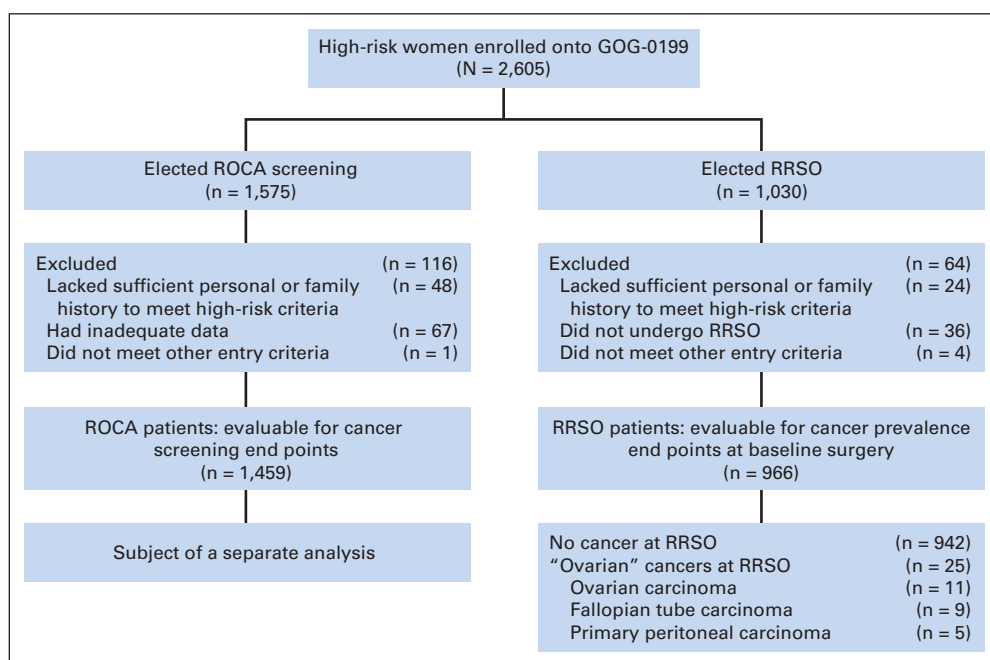 High-risk women enrolled onto GOG-0199
(N = 2,605)
Elected ROCA screening
(n = 1,575)
Elected RRSO
(n = 1,030)
Excluded (n = 116)
Lacked sufficient personal or family (n = 48)
history to meet high-risk criteria
Had inadequate data (n = 67)
Did not meet other entry criteria (n = 1)
Excluded (n = 64)
Lacked sufficient personal or family (n = 24)
history to meet high-risk criteria
Did not undergo RRSO (n = 36)
Did not meet other entry criteria (n = 4)
ROCA patients: evaluable for cancer
screening end points
(n = 1,459)
RRSO patients: evaluable for cancer prevalence
end points at baseline surgery
(n = 966)
Subject of a separate analysis
No cancer at RRSO (n = 942)
“Ovarian” cancers at RRSO (n = 25)
Ovarian carcinoma (n = 11)
Fallopian tube carcinoma (n = 9)
Primary peritoneal carcinoma (n = 5)